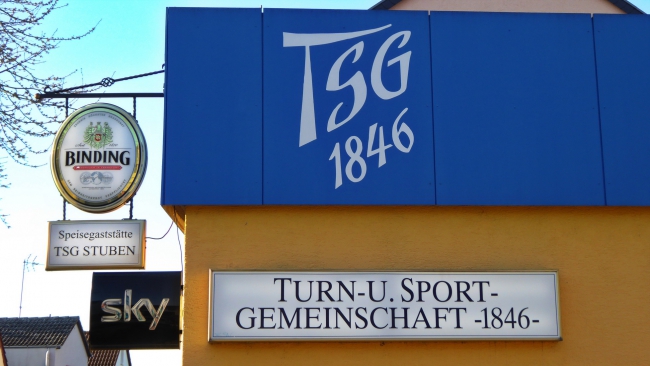 TSG
1846
BINDING
Speisegaststätte
TSG STUBEN
sky
TURN-U. SPORT-
GEMEINSCHAFT -1846-